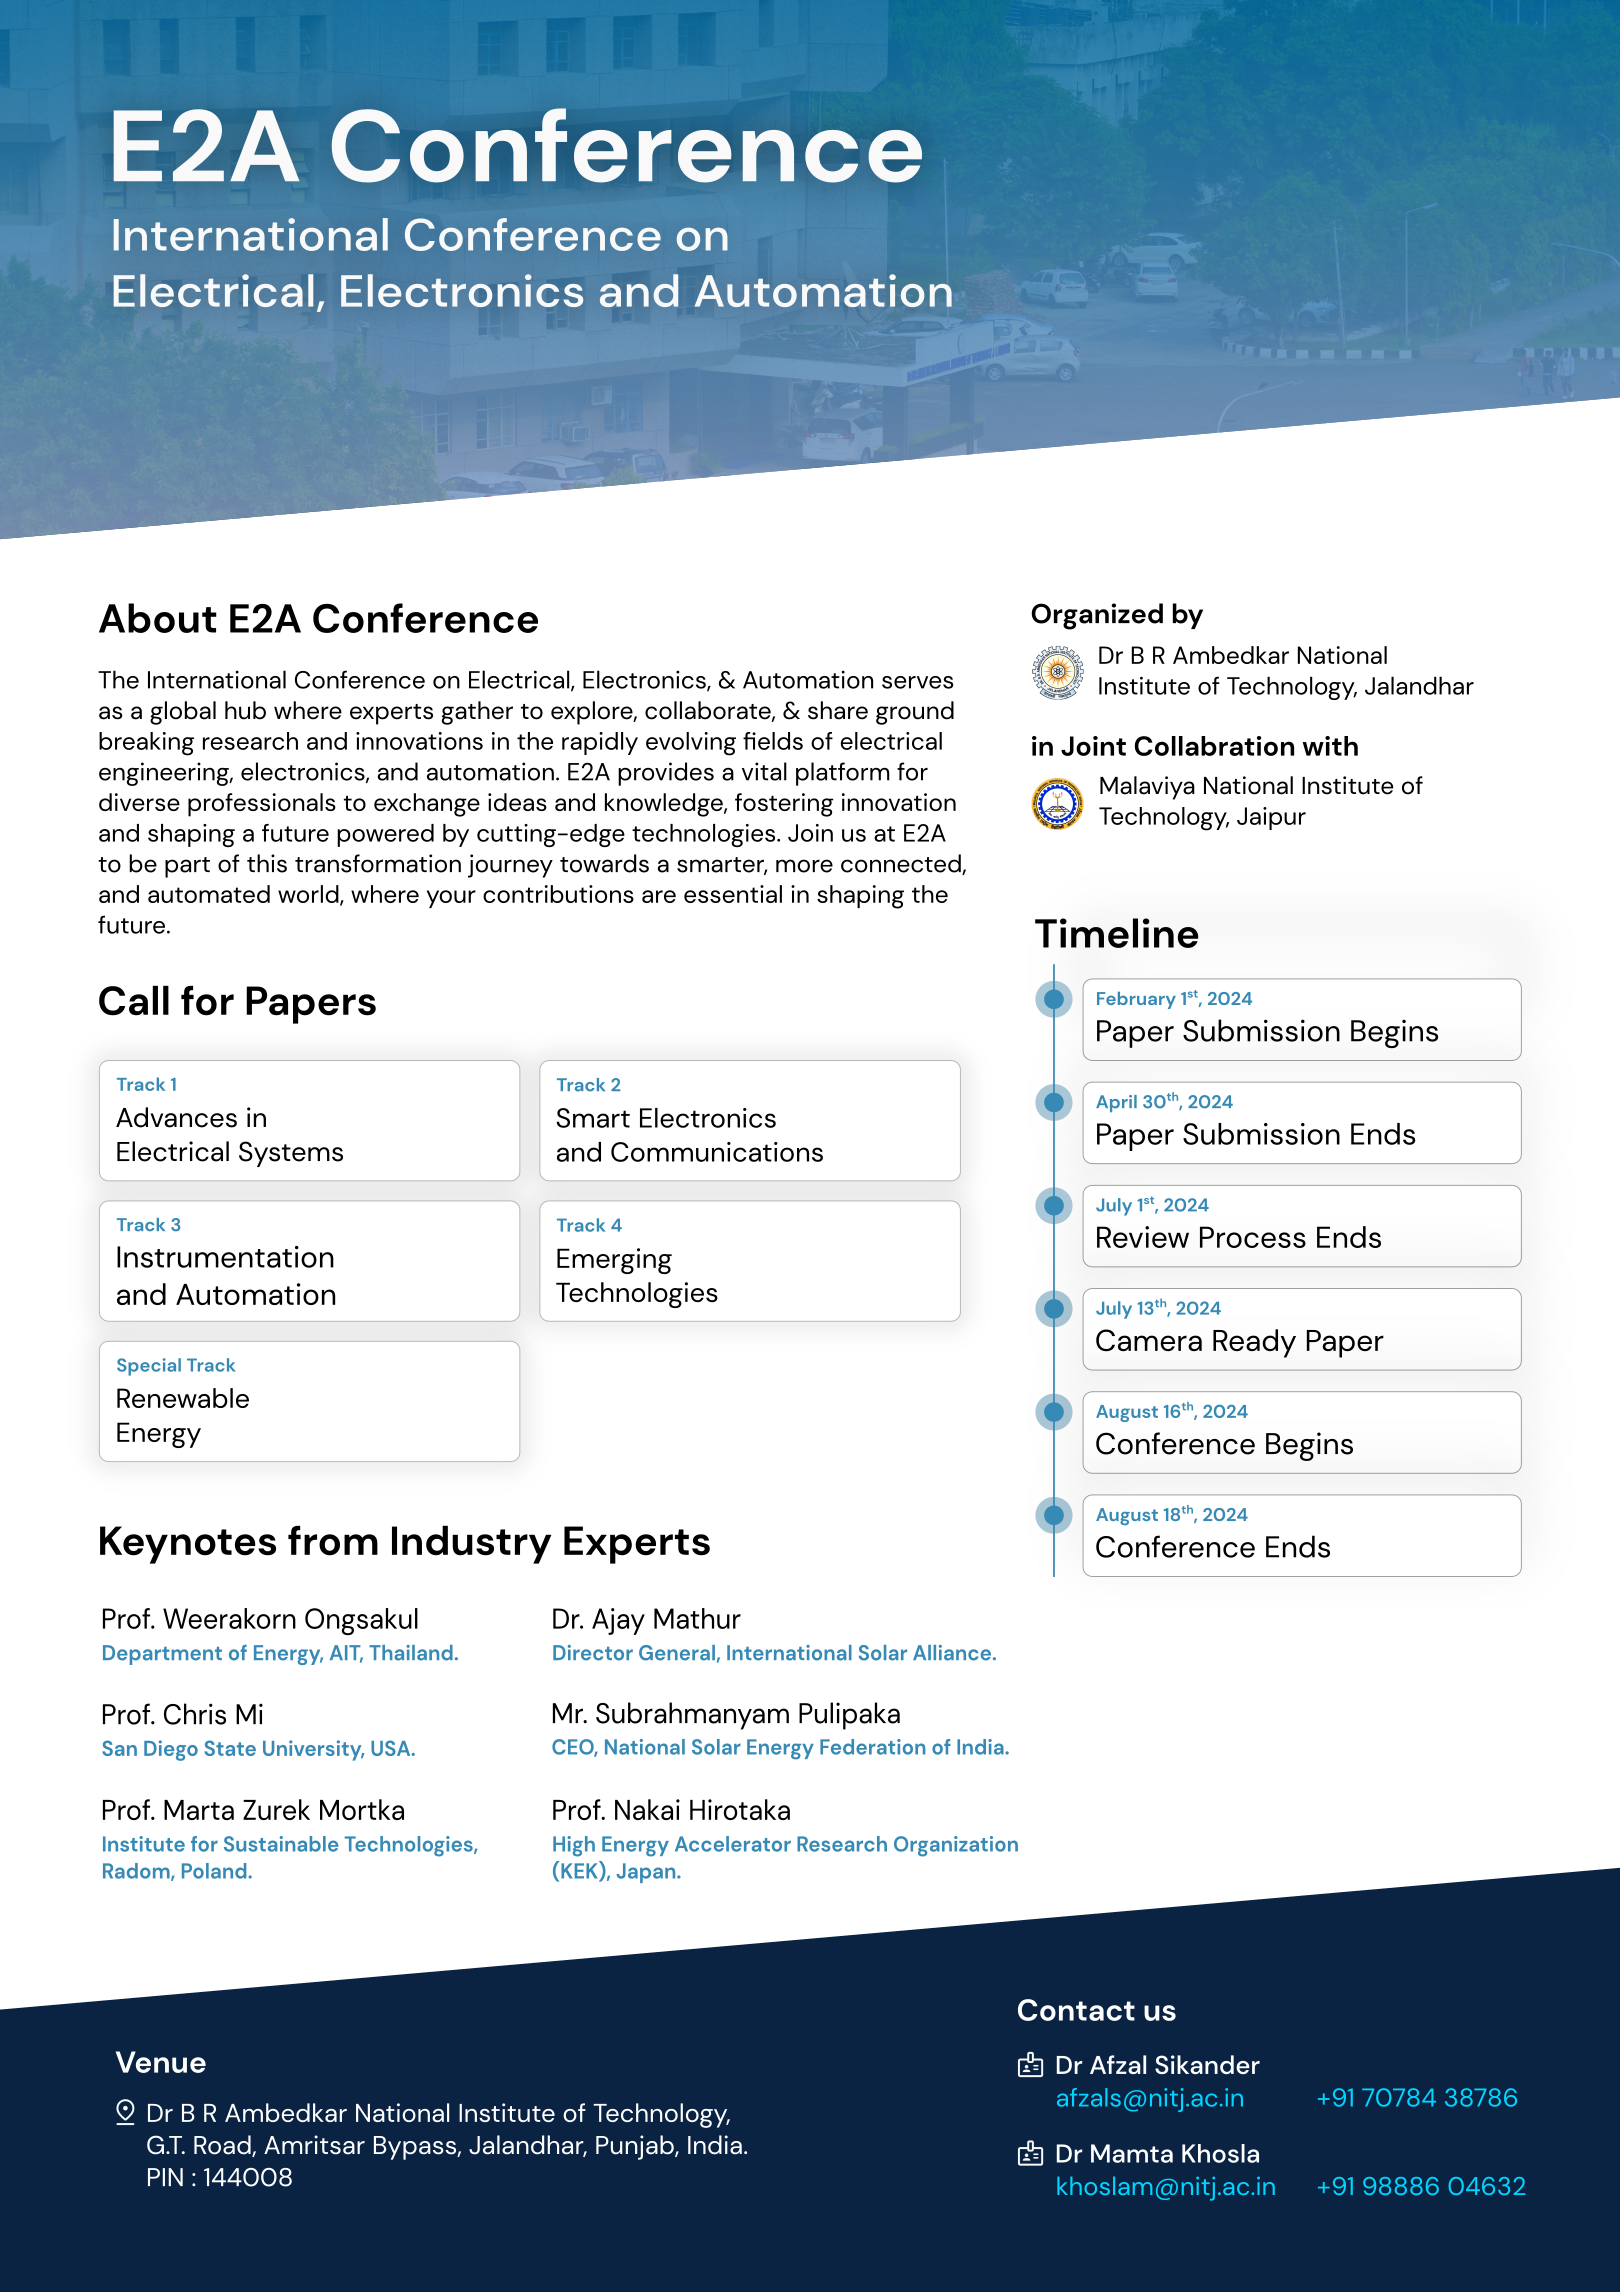 E2A Conference
International Conference on
Electrical, Electronics and Automation
About E2A Conference
The International Conference on Electrical, Electronics, & Automation serves
as a global hub where experts gather to explore, collaborate, & share ground
breaking research and innovations in the rapidly evolving fields of electrical
engineering, electronics, and automation. E2A provides a vital platform for
diverse professionals to exchange ideas and knowledge, fostering innovation
and shaping a future powered by cutting-edge technologies. Join us at E2A
to be part of this transformation journey towards a smarter, more connected,
and automated world, where your contributions are essential in shaping the
future.
Call for Papers
Track 1
Advances in
Electrical Systems
Track 2
Smart Electronics
and Communications
Track 3
Instrumentation
and Automation
Track 4
Emerging
Technologies
Special Track
Renewable
Energy
Keynotes from Industry Experts
Prof. Weerakorn Ongsakul
Department of Energy, AIT, Thailand.
Dr. Ajay Mathur
Director General, International Solar Alliance.
Prof. Chris Mi
San Diego State University, USA.
Mr. Subrahmanyam Pulipaka
CEO, National Solar Energy Federation of India.
Prof. Marta Zurek Mortka
Institute for Sustainable Technologies,
Radom, Poland.
Prof. Nakai Hirotaka
High Energy Accelerator Research Organization
(KEK), Japan.
Organized by
Dr B R Ambedkar National
Institute of Technology, Jalandhar
in Joint Collabration with
Malaviya National Institute of
Technology, Jaipur
Timeline
February 1st, 2024
Paper Submission Begins
April 30th, 2024
Paper Submission Ends
July 1st, 2024
Review Process Ends
July 13th, 2024
Camera Ready Paper
August 16th, 2024
Conference Begins
August 18th, 2024
Conference Ends
Venue
Dr B R Ambedkar National Institute of Technology,
G.T. Road, Amritsar Bypass, Jalandhar, Punjab, India.
PIN : 144008
Contact us
Dr Afzal Sikander
afzals@nitj.ac.in +91 70784 38786
Dr Mamta Khosla
khoslam@nitj.ac.in +91 98886 04632